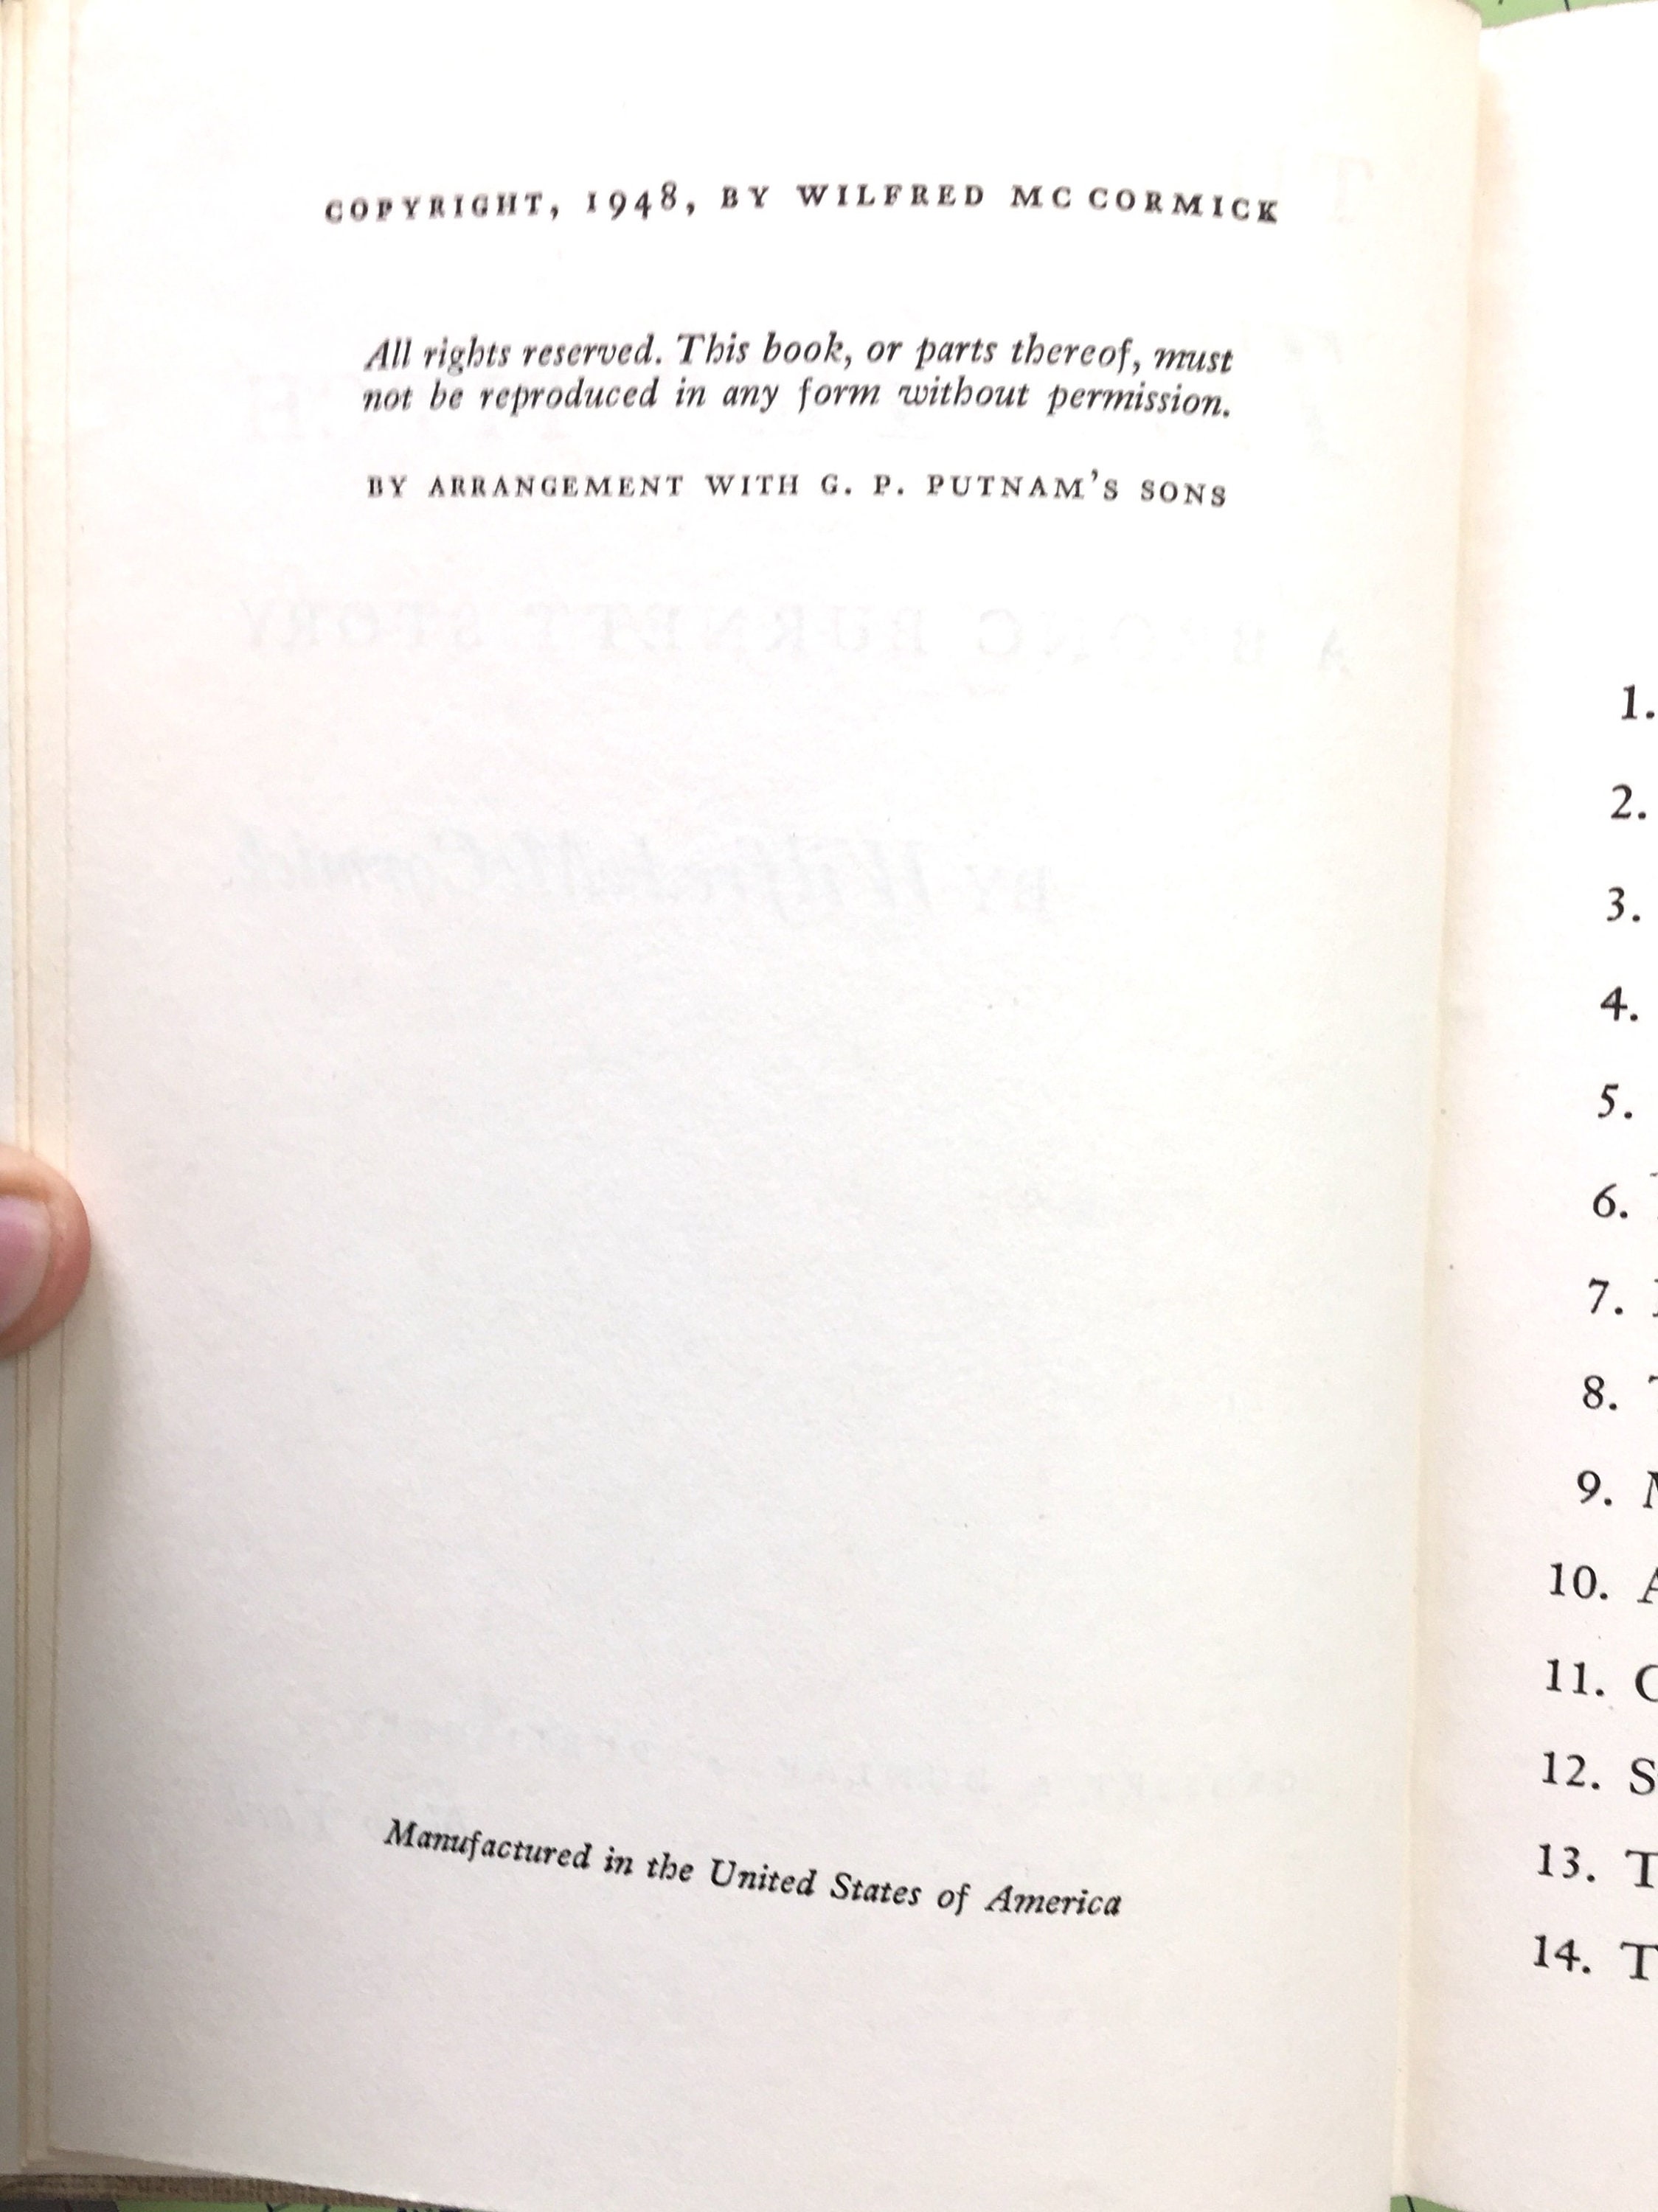 COPYRIGHT, 1948, BY WILFRED MC CORMICK
All rights reserved. This book, or parts thereof, must
not be reproduced in any form without permission.
BY ARRANGEMENT WITH G. P. PUTNAM'S SONS
Manufactured in the United States of America
1.
2.
3.
4.
5.
6.
7.
8.
9.
10. A
11.
12. S
13. T
14. T